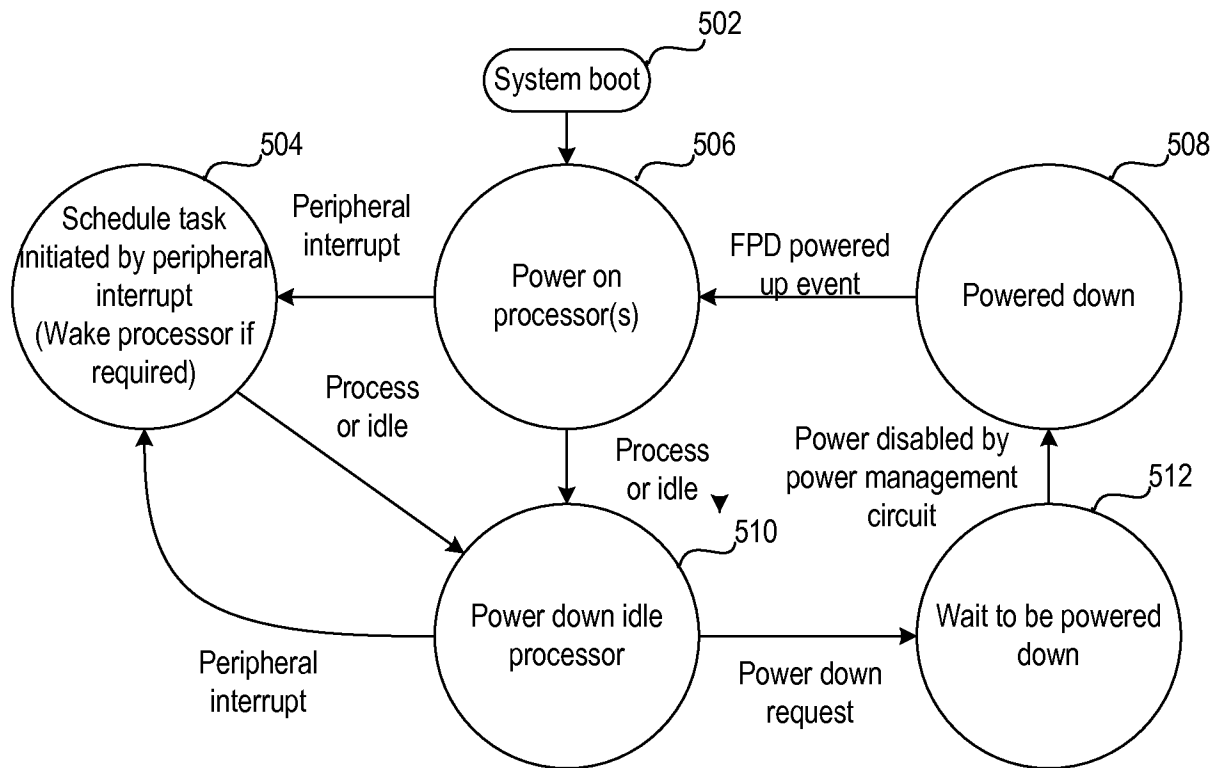 502
System boot
504
506
508
Schedule task
initiated by peripheral
interrupt
(Wake processor if
required)
Peripheral
interrupt
Power on
processor(s)
FPD powered
up event
Powered down
Process
or idle
Process
or idle
Power disabled by
power management
circuit
512
510
Power down idle
processor
Wait to be powered
down
Peripheral
interrupt
Power down
request